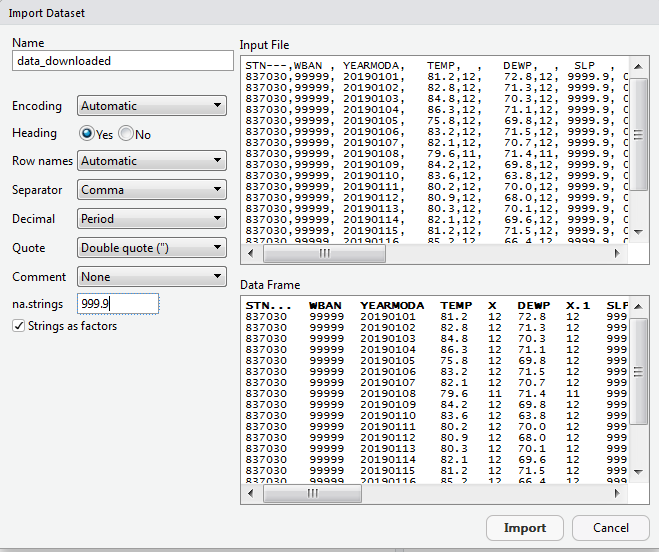 Import Dataset
Name
data_downloaded
Encoding Automatic
Heading Yes No
Row names Automatic
Separator Comma
Decimal Period
Quote Double quote (")
Comment None
na.strings 999.9
Strings as factors
Input File
STN---,WBAN , YEARMODA,   TEMP,  ,   DEWP,  ,  SLP  ,
837030,99999, 20190101,   81.2,12,   72.8,12, 9999.9, 0
837030,99999, 20190102,   82.8,12,   71.3,12, 9999.9, 0
837030,99999, 20190103,   84.8,12,   70.3,12, 9999.9, 0
837030,99999, 20190104,   86.3,12,   71.1,12, 9999.9, 0
837030,99999, 20190105,   75.8,12,   69.8,12, 9999.9, 0
837030,99999, 20190106,   83.2,12,   71.5,12, 9999.9, 0
837030,99999, 20190107,   82.1,12,   70.7,12, 9999.9, 0
837030,99999, 20190108,   79.6,11,   71.4,11, 9999.9, 0
837030,99999, 20190109,   84.2,12,   69.8,12, 9999.9, 0
837030,99999, 20190110,   83.6,12,   63.8,12, 9999.9, 0
837030,99999, 20190111,   80.2,12,   70.0,12, 9999.9, 0
837030,99999, 20190112,   80.9,12,   68.0,12, 9999.9, 0
837030,99999, 20190113,   80.3,12,   70.1,12, 9999.9, 0
837030,99999, 20190114,   82.1,12,   69.6,12, 9999.9, 0
837030,99999, 20190115,   81.2,12,   71.5,12, 9999.9, 0
837030,99999, 20190116,   85.2,12,   66.4,12, 9999.9, 0
Data Frame
STN... WBAN YEARMODA TEMP X DEWP X.1 SLP
837030 99999 20190101 81.2 12 72.8 12 999
837030 99999 20190102 82.8 12 71.3 12 999
837030 99999 20190103 84.8 12 70.3 12 999
837030 99999 20190104 86.3 12 71.1 12 999
837030 99999 20190105 75.8 12 69.8 12 999
837030 99999 20190106 83.2 12 71.5 12 999
837030 99999 20190107 82.1 12 70.7 12 999
837030 99999 20190108 79.6 11 71.4 11 999
837030 99999 20190109 84.2 12 69.8 12 999
837030 99999 20190110 83.6 12 63.8 12 999
837030 99999 20190111 80.2 12 70.0 12 999
837030 99999 20190112 80.9 12 68.0 12 999
837030 99999 20190113 80.3 12 70.1 12 999
837030 99999 20190114 82.1 12 69.6 12 999
837030 99999 20190115 81.2 12 71.5 12 999
837030 99999 20190116 85.2 12 66.4 12 999
Import Cancel